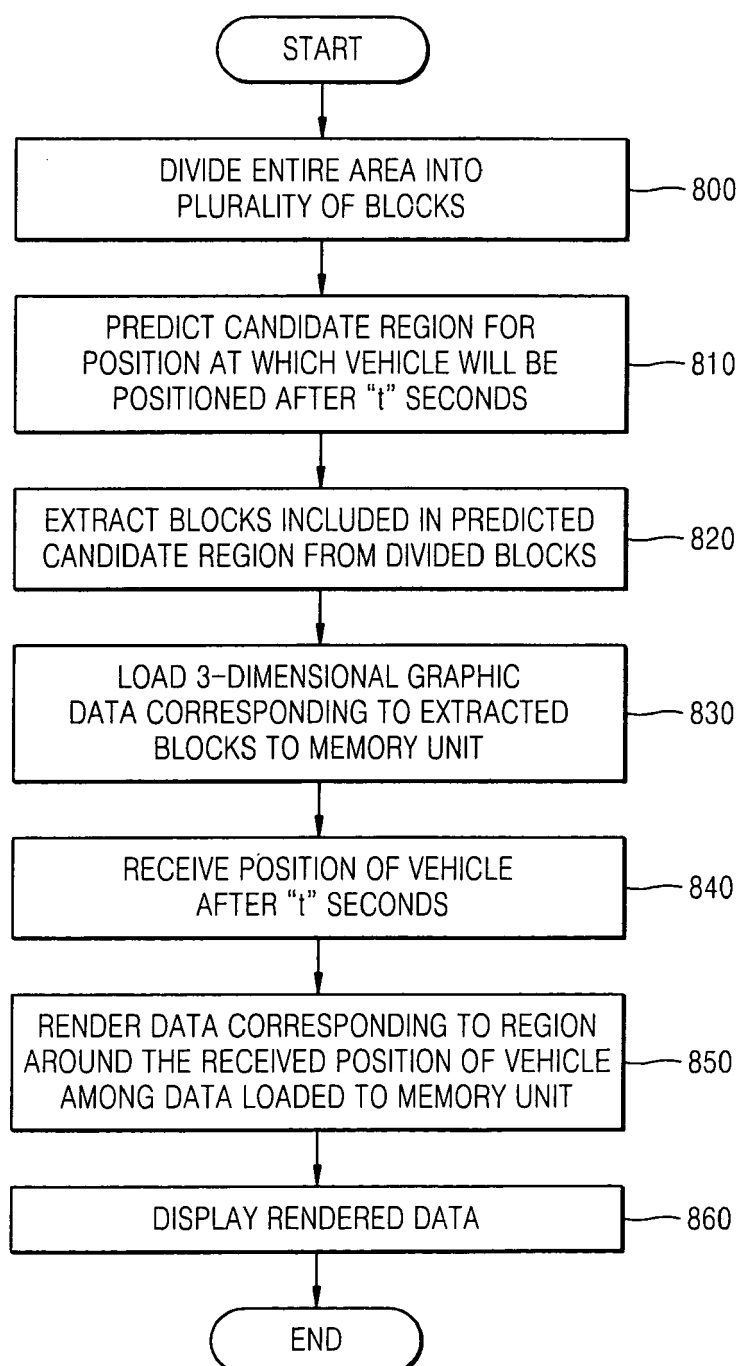 START
DIVIDE ENTIRE AREA INTO
PLURALITY OF BLOCKS
800
PREDICT CANDIDATE REGION FOR
POSITION AT WHICH VEHICLE WILL BE
POSITIONED AFTER “t” SECONDS
810
EXTRACT BLOCKS INCLUDED IN PREDICTED
CANDIDATE REGION FROM DIVIDED BLOCKS
820
LOAD 3-DIMENSIONAL GRAPHIC
DATA CORRESPONDING TO EXTRACTED
BLOCKS TO MEMORY UNIT
830
RECEIVE POSITION OF VEHICLE
AFTER “t” SECONDS
840
RENDER DATA CORRESPONDING TO REGION
AROUND THE RECEIVED POSITION OF VEHICLE
AMONG DATA LOADED TO MEMORY UNIT
850
DISPLAY RENDERED DATA
860
END